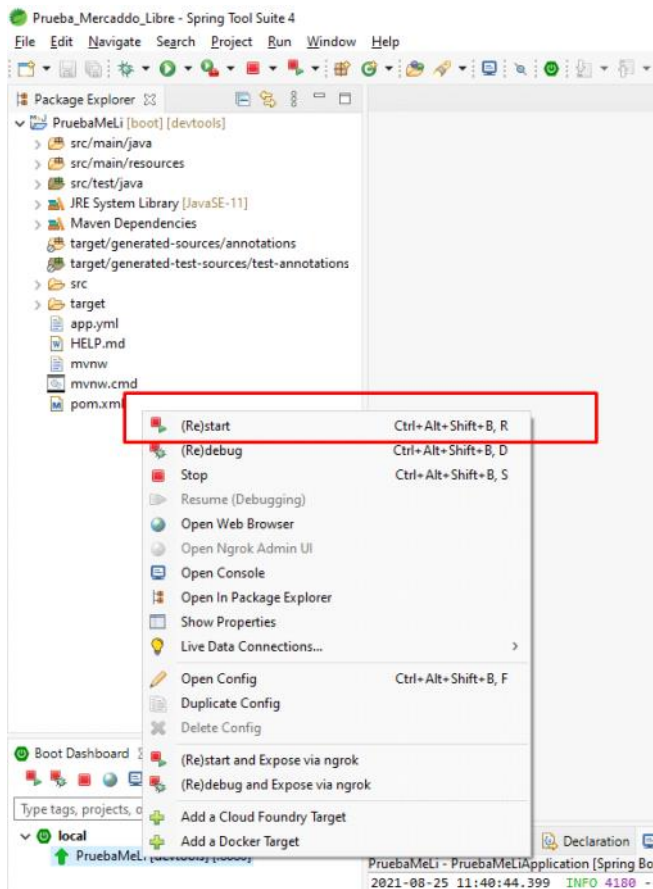 Prueba_Mercaddo_Libre - Spring Tool Suite 4
File Edit Navigate Search Project Run Window Help
Package Explorer
PruebaMeLi [boot] [devtools]
src/main/java
src/main/resources
src/test/java
JRE System Library [JavaSE-11]
Maven Dependencies
target/generated-sources/annotations
target/generated-test-sources/test-annotations
src
target
app.yml
HELP.md
mvnw
mvnw.cmd
pom.xml
(Re)start Ctrl+Alt+Shift+B, R
(Re)debug Ctrl+Alt+Shift+B, D
Stop Ctrl+Alt+Shift+B, S
Resume (Debugging)
Open Web Browser
Open Ngrok Admin UI
Open Console
Open In Package Explorer
Show Properties
Live Data Connections...
Open Config Ctrl+Alt+Shift+B, F
Duplicate Config
Delete Config
(Re)start and Expose via ngrok
(Re)debug and Expose via ngrok
Add a Cloud Foundry Target
Add a Docker Target
Boot Dashboard
Type tags, projects, o
local
PruebaMeLi [devtools]
Declaration
PruebaMeLi - PruebaMeLiApplication [Spring Bo
2021-08-25 11:40:44.399 INFO 4180 -